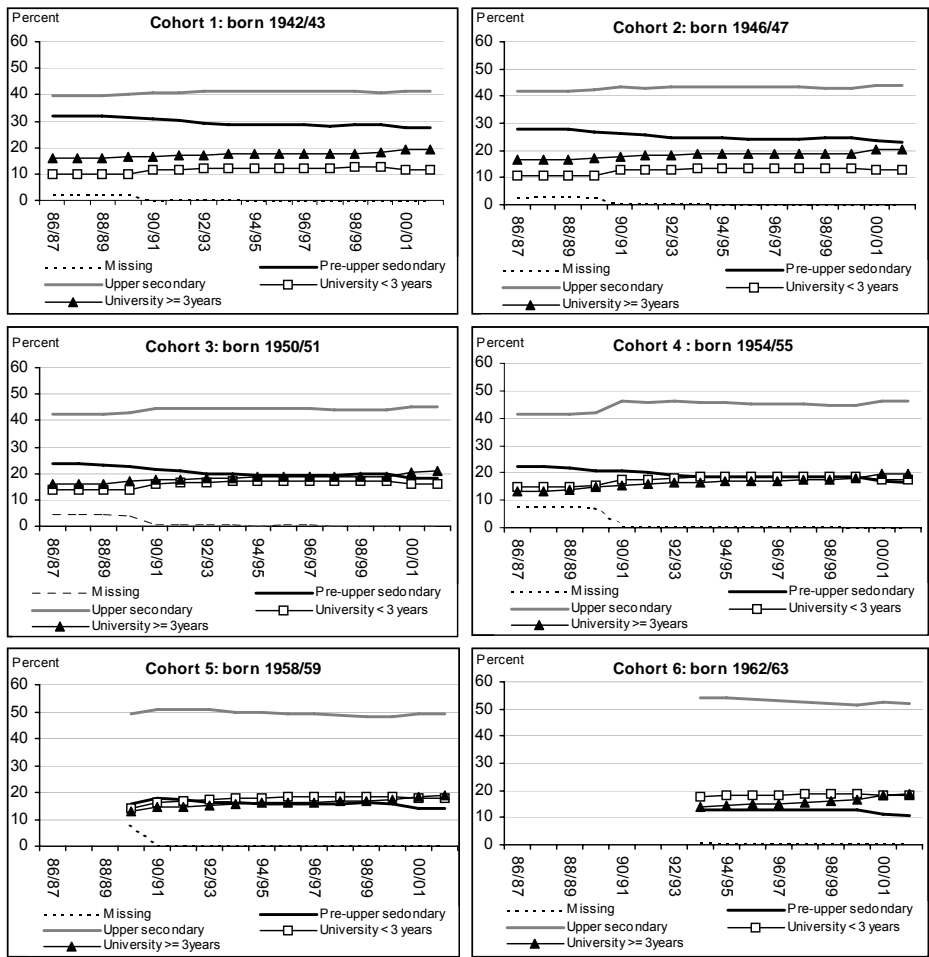 Percent
Cohort 1: born 1942/43
60
50
40
30
20
10
0
86/87
88/89
90/91
92/93
94/95
96/97
98/99
00/01
Missing
Pre-upper sedondary
Upper secondary
University < 3 years
University >= 3years
Percent
Cohort 2: born 1946/47
60
50
40
30
20
10
0
86/87
88/89
90/91
92/93
94/95
96/97
98/99
00/01
Missing
Pre-upper sedondary
Upper secondary
University < 3 years
University >= 3years
Percent
Cohort 3: born 1950/51
60
50
40
30
20
10
0
86/87
88/89
90/91
92/93
94/95
96/97
98/99
00/01
Missing
Pre-upper sedondary
Upper secondary
University < 3 years
University >= 3years
Percent
Cohort 4 : born 1954/55
60
50
40
30
20
10
0
86/87
88/89
90/91
92/93
94/95
96/97
98/99
00/01
Missing
Pre-upper sedondary
Upper secondary
University < 3 years
University >= 3years
Percent
Cohort 5: born 1958/59
60
50
40
30
20
10
0
86/87
88/89
90/91
92/93
94/95
96/97
98/99
00/01
Missing
Pre-upper sedondary
Upper secondary
University < 3 years
University >= 3years
Percent
Cohort 6: born 1962/63
60
50
40
30
20
10
0
86/87
88/89
90/91
92/93
94/95
96/97
98/99
00/01
Missing
Pre-upper sedondary
Upper secondary
University < 3 years
University >= 3years